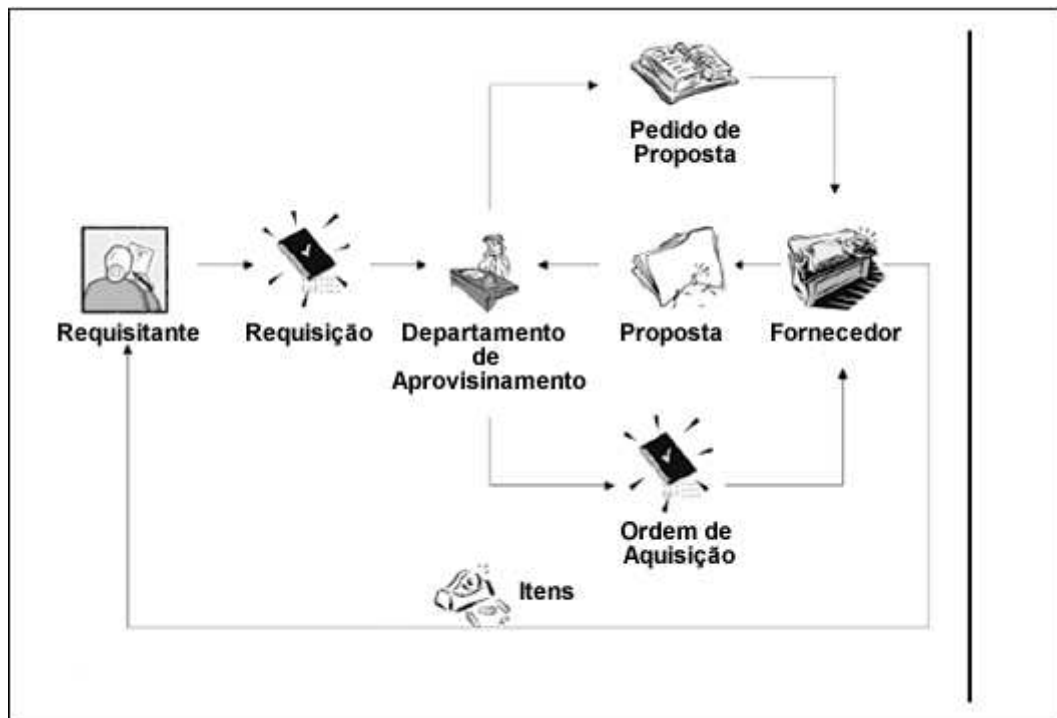 Pedido de
Proposta
Requisitante
Requisição
Departamento
de
Aprovisinamento
Proposta
Fornecedor
Ordem de
Aquisição
Itens